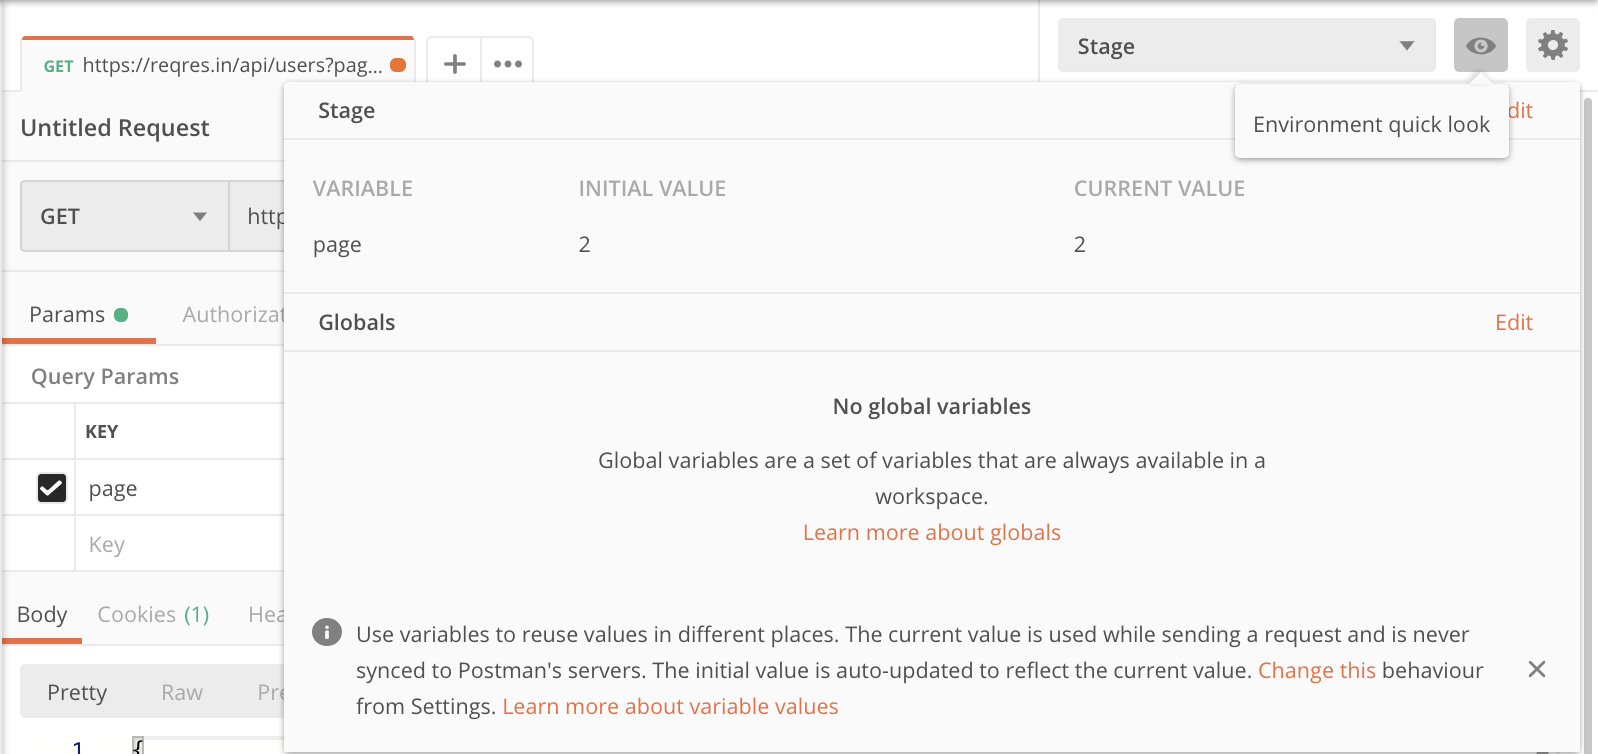 Stage
GET https://reqres.in/api/users?pag...
Stage
Environment quick look
Untitled Request
VARIABLE INITIAL VALUE CURRENT VALUE
GET
page 2 2
Params
Globals Edit
Query Params
No global variables
KEY
Global variables are a set of variables that are always available in a
workspace.
page
Learn more about globals
Key
Body Cookies (1)
Use variables to reuse values in different places. The current value is used while sending a request and is never
synced to Postman's servers. The initial value is auto-updated to reflect the current value. Change this behaviour
from Settings. Learn more about variable values
Pretty Raw
1 {